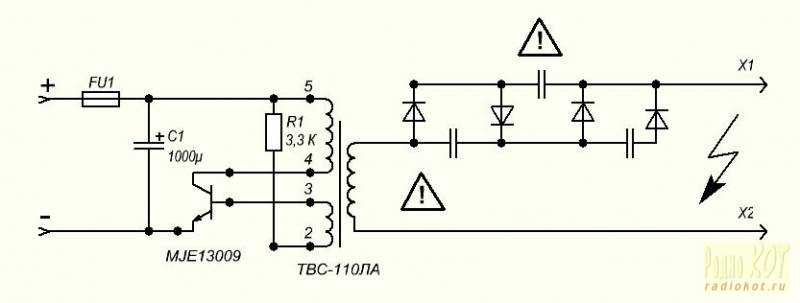 +
FU1
C1
+
1000μ
-
MJE13009
R1
3,3 К
5
4
3
2
ТВС-110ЛА
!
!
X1
X2
Радио КОТ
radiokot.ru